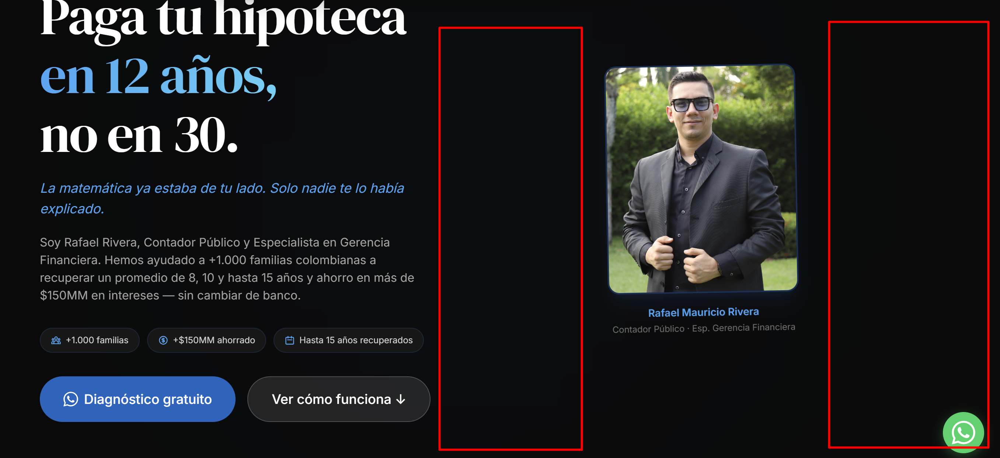 Paga tu hipoteca
en 12 años,
no en 30.
La matemática ya estaba de tu lado. Solo nadie te lo había
explicado.
Soy Rafael Rivera, Contador Público y Especialista en Gerencia
Financiera. Hemos ayudado a +1.000 familias colombianas a
recuperar un promedio de 8, 10 y hasta 15 años y ahorro en más de
$150MM en intereses — sin cambiar de banco.
+1.000 familias
+$150MM ahorrado
Hasta 15 años recuperados
Diagnóstico gratuito
Ver cómo funciona ↓
Rafael Mauricio Rivera
Contador Público · Esp. Gerencia Financiera